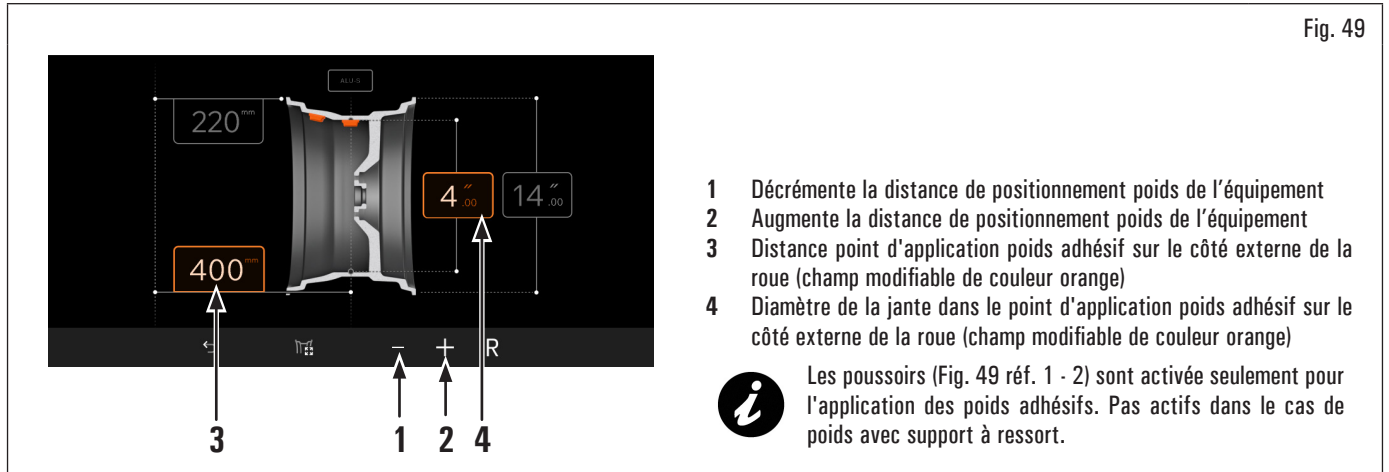 Fig. 49
ALU-S
220 mm
4 ″ .00
14 ″ .00
400 mm
− + R
3 1 2 4
1 Décrémente la distance de positionnement poids de l’équipement
2 Augmente la distance de positionnement poids de l’équipement
3 Distance point d'application poids adhésif sur le côté externe de la
roue (champ modifiable de couleur orange)
4 Diamètre de la jante dans le point d'application poids adhésif sur le
côté externe de la roue (champ modifiable de couleur orange)
Les poussoirs (Fig. 49 réf. 1 - 2) sont activée seulement pour
l'application des poids adhésifs. Pas actifs dans le cas de
poids avec support à ressort.